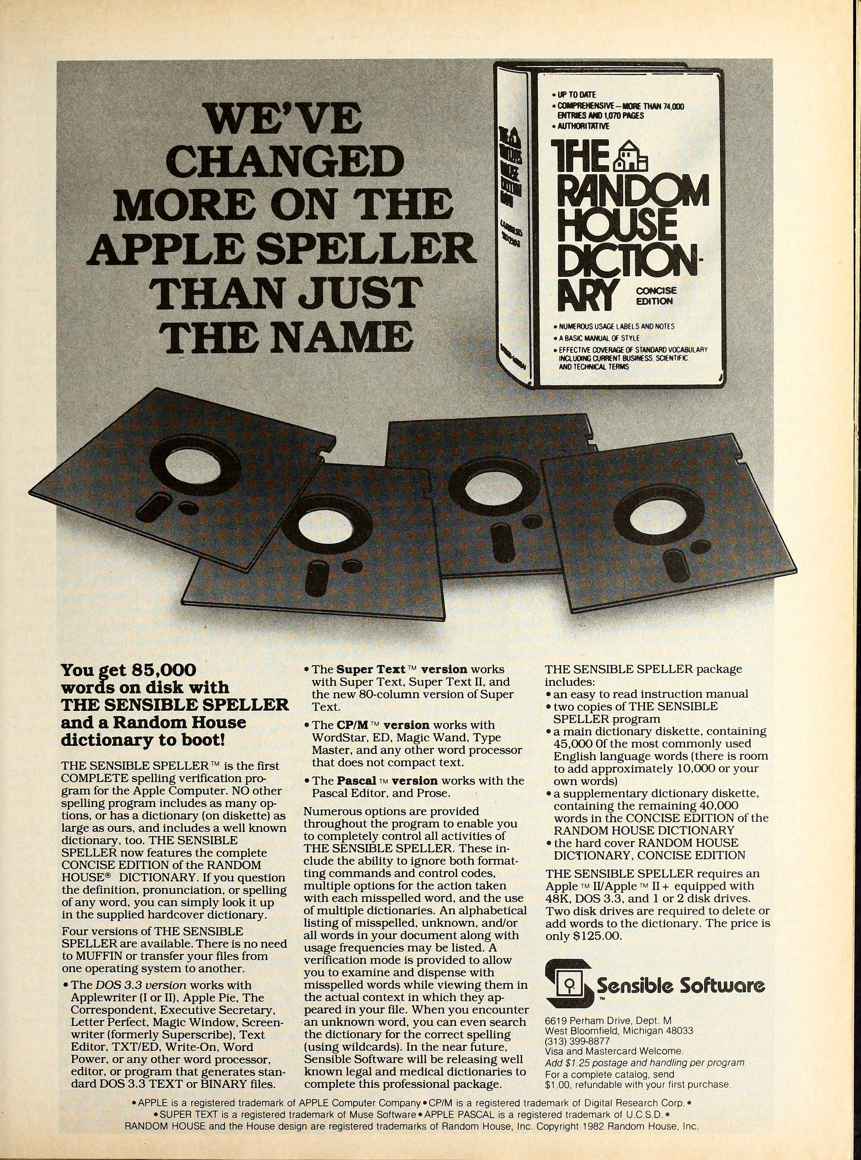 WE'VE
CHANGED
MORE ON THE
APPLE SPELLER
THAN JUST
THE NAME
• UP TO DATE
• COMPREHENSIVE – MORE THAN 74,000
ENTRIES AND 1,070 PAGES
• AUTHORITATIVE
THE
RANDOM
HOUSE
DICTION-
ARY CONCISE
EDITION
• NUMEROUS USAGE LABELS AND NOTES
• A BASIC MANUAL OF STYLE
• EFFECTIVE COVERAGE OF STANDARD VOCABULARY
INCLUDING CURRENT BUSINESS, SCIENTIFIC
AND TECHNICAL TERMS
You get 85,000
words on disk with
THE SENSIBLE SPELLER
and a Random House
dictionary to boot!
THE SENSIBLE SPELLER™ is the first
COMPLETE spelling verification pro-
gram for the Apple Computer. NO other
spelling program includes as many op-
tions, or has a dictionary (on diskette) as
large as ours, and includes a well known
dictionary, too. THE SENSIBLE
SPELLER now features the complete
CONCISE EDITION of the RANDOM
HOUSE® DICTIONARY. If you question
the definition, pronunciation, or spelling
of any word, you can simply look it up
in the supplied hardcover dictionary.
Four versions of THE SENSIBLE
SPELLER are available. There is no need
to MUFFIN or transfer your files from
one operating system to another.
• The DOS 3.3 version works with
Applewriter (I or II), Apple Pie, The
Correspondent, Executive Secretary,
Letter Perfect, Magic Window, Screen-
writer (formerly Superscribe), Text
Editor, TXT/ED, Write-On, Word
Power, or any other word processor,
editor, or program that generates stan-
dard DOS 3.3 TEXT or BINARY files.
• The Super Text™ version works
with Super Text, Super Text II, and
the new 80-column version of Super
Text.
• The CP/M™ version works with
WordStar, ED, Magic Wand, Type
Master, and any other word processor
that does not compact text.
• The Pascal™ version works with the
Pascal Editor, and Prose.
Numerous options are provided
throughout the program to enable you
to completely control all activities of
THE SENSIBLE SPELLER. These in-
clude the ability to ignore both format-
ting commands and control codes,
multiple options for the action taken
with each misspelled word, and the use
of multiple dictionaries. An alphabetical
listing of misspelled, unknown, and/or
all words in your document along with
usage frequencies may be listed. A
verification mode is provided to allow
you to examine and dispense with
misspelled words while viewing them in
the actual context in which they ap-
peared in your file. When you encounter
an unknown word, you can even search
the dictionary for the correct spelling
(using wildcards). In the near future,
Sensible Software will be releasing well
known legal and medical dictionaries to
complete this professional package.
THE SENSIBLE SPELLER package
includes:
• an easy to read instruction manual
• two copies of THE SENSIBLE
SPELLER program
• a main dictionary diskette, containing
45,000 0f the most commonly used
English language words (there is room
to add approximately 10,000 or your
own words)
• a supplementary dictionary diskette,
containing the remaining 40,000
words in the CONCISE EDITION of the
RANDOM HOUSE DICTIONARY
• the hard cover RANDOM HOUSE
DICTIONARY, CONCISE EDITION
THE SENSIBLE SPELLER requires an
Apple™ II/Apple™ II+ equipped with
48K, DOS 3.3, and 1 or 2 disk drives.
Two disk drives are required to delete or
add words to the dictionary. The price is
only $125.00.
Sensible Software
™
6619 Perham Drive, Dept. M
West Bloomfield, Michigan 48033
(313) 399-8877
Visa and Mastercard Welcome.
Add $1.25 postage and handling per program.
For a complete catalog, send
$1.00, refundable with your first purchase.
• APPLE is a registered trademark of APPLE Computer Company • CP/M is a registered trademark of Digital Research Corp. •
• SUPER TEXT is a registered trademark of Muse Software • APPLE PASCAL is a registered trademark of U.C.S.D. •
RANDOM HOUSE and the House design are registered trademarks of Random House, Inc. Copyright 1982 Random House, Inc.